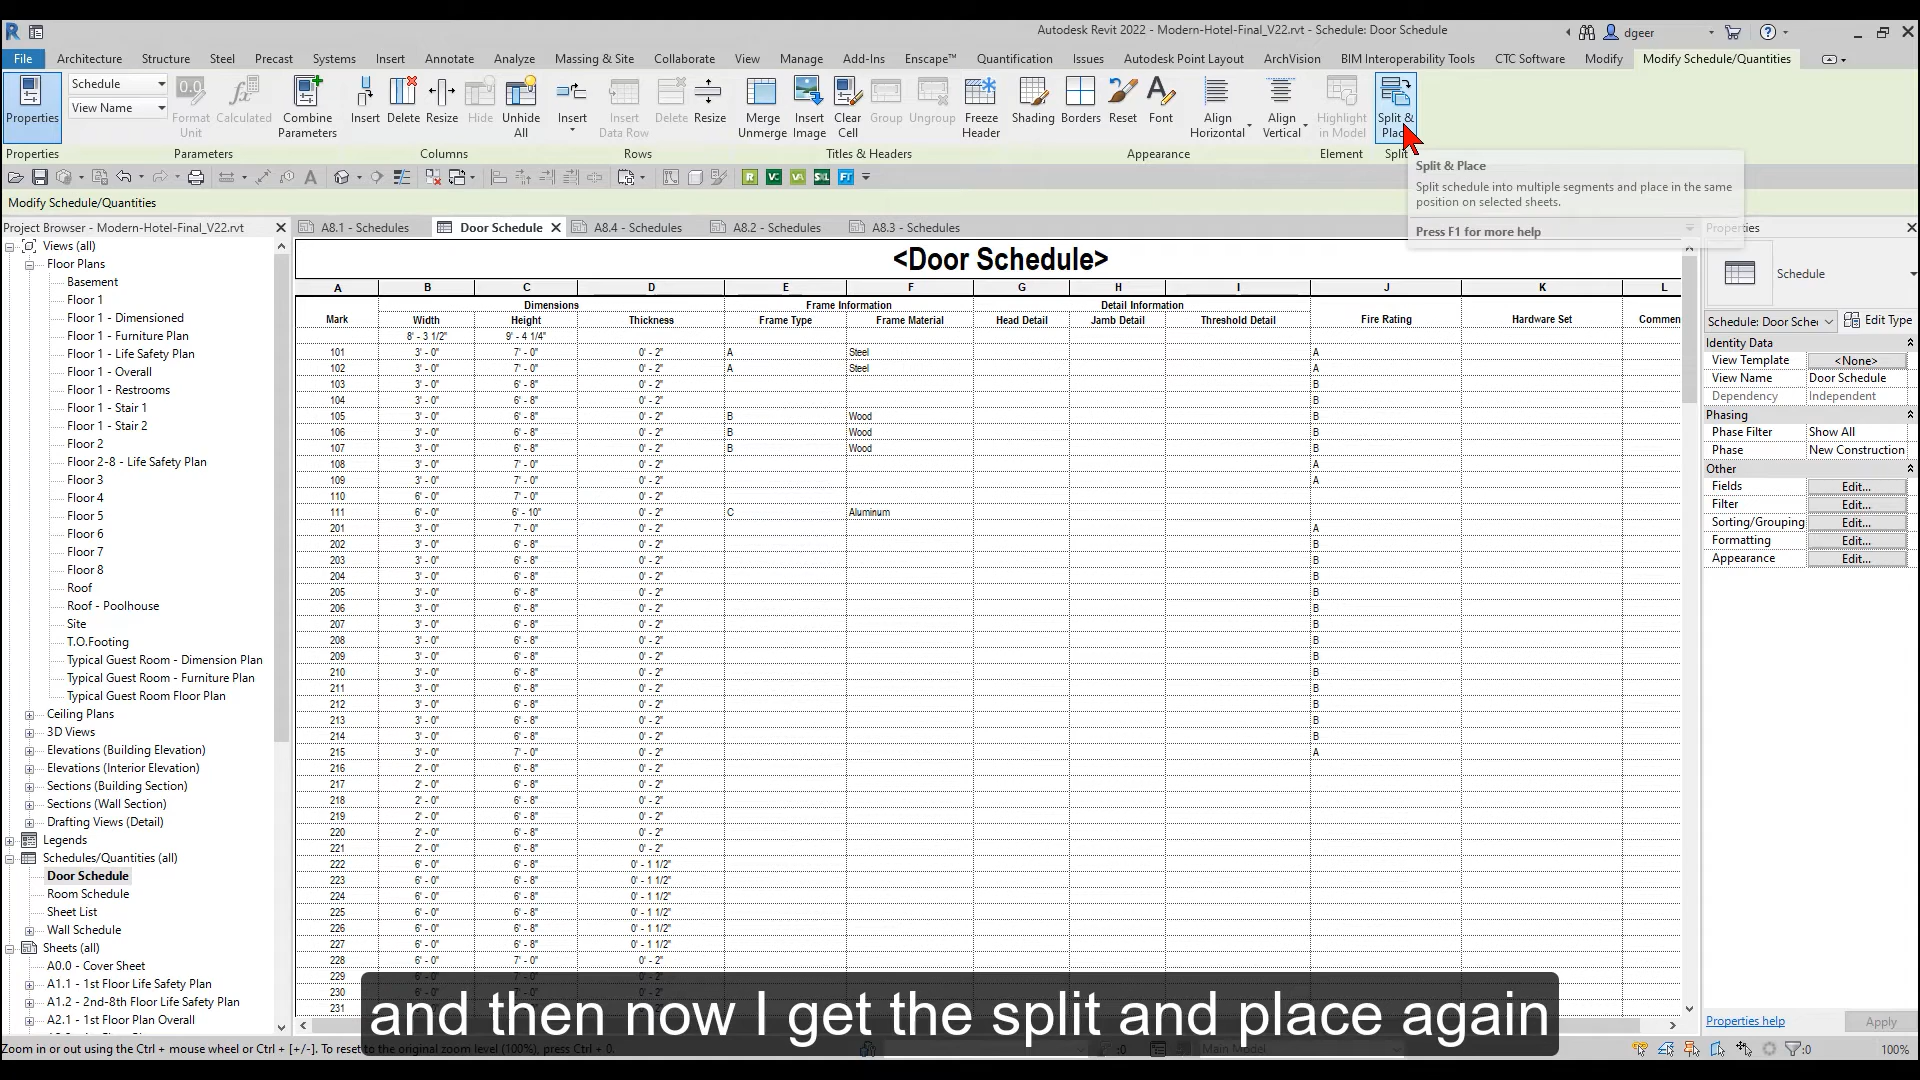 Autodesk Revit 2022 - Modern-Hotel-Final_V22.rvt - Schedule: Door Schedule
dgeer
File Architecture Structure Steel Precast Systems Insert Annotate Analyze Massing & Site Collaborate View Manage Add-Ins Enscape™ Quantification Issues Autodesk Point Layout ArchVision BIM Interoperability Tools CTC Software Modify Modify Schedule/Quantities
Schedule
View Name
Properties
Format Unit
Calculated
Combine Parameters
Insert Delete Resize Hide Unhide All
Insert
Insert Data Row
Delete Resize
Merge Unmerge
Insert Image
Clear Cell
Group Ungroup
Freeze Header
Shading Borders Reset Font
Align Horizontal
Align Vertical
Highlight in Model
Split &
Properties Parameters Columns Rows Titles & Headers Appearance Element
Split & Place
Split schedule into multiple segments and place in the same
position on selected sheets.
Press F1 for more help
Modify Schedule/Quantities
Project Browser - Modern-Hotel-Final_V22.rvt
Views (all)
Floor Plans
Basement
Floor 1
Floor 1 - Dimensioned
Floor 1 - Furniture Plan
Floor 1 - Life Safety Plan
Floor 1 - Overall
Floor 1 - Restrooms
Floor 1 - Stair 1
Floor 1 - Stair 2
Floor 2
Floor 2-8 - Life Safety Plan
Floor 3
Floor 4
Floor 5
Floor 6
Floor 7
Floor 8
Roof
Roof - Poolhouse
Site
T.O.Footing
Typical Guest Room - Dimension Plan
Typical Guest Room - Furniture Plan
Typical Guest Room Floor Plan
Ceiling Plans
3D Views
Elevations (Building Elevation)
Elevations (Interior Elevation)
Sections (Building Section)
Sections (Wall Section)
Drafting Views (Detail)
Legends
Schedules/Quantities (all)
Door Schedule
Room Schedule
Sheet List
Wall Schedule
Sheets (all)
A0.0 - Cover Sheet
A1.1 - 1st Floor Life Safety Plan
A1.2 - 2nd-8th Floor Life Safety Plan
A2.1 - 1st Floor Plan Overall
A8.1 - Schedules Door Schedule A8.4 - Schedules A8.2 - Schedules A8.3 - Schedules
<Door Schedule>
A B C D E F G H I J K L
Dimensions Frame Information Detail Information
Mark Width Height Thickness Frame Type Frame Material Head Detail Jamb Detail Threshold Detail Fire Rating Hardware Set Commen
8' - 3 1/2" 9' - 4 1/4"
101 3' - 0" 7' - 0" 0' - 2" A Steel A
102 3' - 0" 7' - 0" 0' - 2" A Steel A
103 3' - 0" 6' - 8" 0' - 2" B
104 3' - 0" 6' - 8" 0' - 2" B
105 3' - 0" 6' - 8" 0' - 2" B Wood B
106 3' - 0" 6' - 8" 0' - 2" B Wood B
107 3' - 0" 6' - 8" 0' - 2" B Wood B
108 3' - 0" 7' - 0" 0' - 2" A
109 3' - 0" 7' - 0" 0' - 2" A
110 6' - 0" 7' - 0" 0' - 2"
111 6' - 0" 6' - 10" 0' - 2" C Aluminum
201 3' - 0" 7' - 0" 0' - 2" A
202 3' - 0" 6' - 8" 0' - 2" B
203 3' - 0" 6' - 8" 0' - 2" B
204 3' - 0" 6' - 8" 0' - 2" B
205 3' - 0" 6' - 8" 0' - 2" B
206 3' - 0" 6' - 8" 0' - 2" B
207 3' - 0" 6' - 8" 0' - 2" B
208 3' - 0" 6' - 8" 0' - 2" B
209 3' - 0" 6' - 8" 0' - 2" B
210 3' - 0" 6' - 8" 0' - 2" B
211 3' - 0" 6' - 8" 0' - 2" B
212 3' - 0" 6' - 8" 0' - 2" B
213 3' - 0" 6' - 8" 0' - 2" B
214 3' - 0" 6' - 8" 0' - 2" B
215 3' - 0" 7' - 0" 0' - 2" A
216 2' - 0" 6' - 8" 0' - 2"
217 2' - 0" 6' - 8" 0' - 2"
218 2' - 0" 6' - 8" 0' - 2"
219 2' - 0" 6' - 8" 0' - 2"
220 2' - 0" 6' - 8" 0' - 2"
221 2' - 0" 6' - 8" 0' - 2"
222 6' - 0" 6' - 8" 0' - 1 1/2"
223 6' - 0" 6' - 8" 0' - 1 1/2"
224 6' - 0" 6' - 8" 0' - 1 1/2"
225 6' - 0" 6' - 8" 0' - 1 1/2"
226 6' - 0" 6' - 8" 0' - 1 1/2"
227 6' - 0" 6' - 8" 0' - 1 1/2"
228 6' - 0" 7' - 0" 0' - 2"
229
230
231
Properties
Schedule
Schedule: Door Sche Edit Type
Identity Data
View Template <None>
View Name Door Schedule
Dependency Independent
Phasing
Phase Filter Show All
Phase New Construction
Other
Fields Edit...
Filter Edit...
Sorting/Grouping Edit...
Formatting Edit...
Appearance Edit...
Properties help Apply
and then now I get the split and place again
Zoom in or out using the Ctrl + mouse wheel or Ctrl + [+/-]. To reset the original zoom level (100%), press Ctrl + 0.
:0 Main Model :0 100%